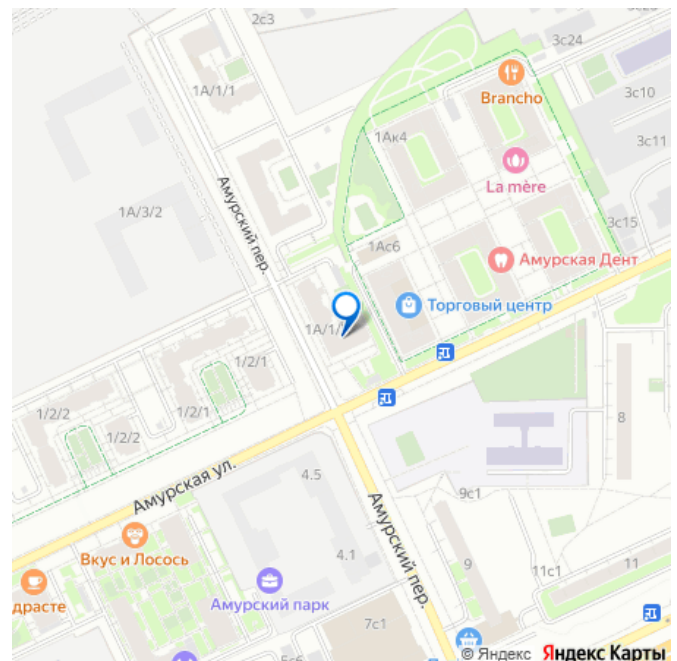 2с3
3с24
Brancho
1А/1/1
3с10
1Ак4
3с11
La mère
Амурский пер.
1А/3/2
3с15
1Ас6
Амурская Дент
Торговый центр
1А/1/
1/2/1
1/2/2
1/2/1
1/2/2
8
Амурская ул.
4.5
9с1
Амурский пер.
Вкус и Лосось
4.1
9
11с1
11
драсте
Амурский парк
7с1
5с6
© Яндекс Яндекс Карты